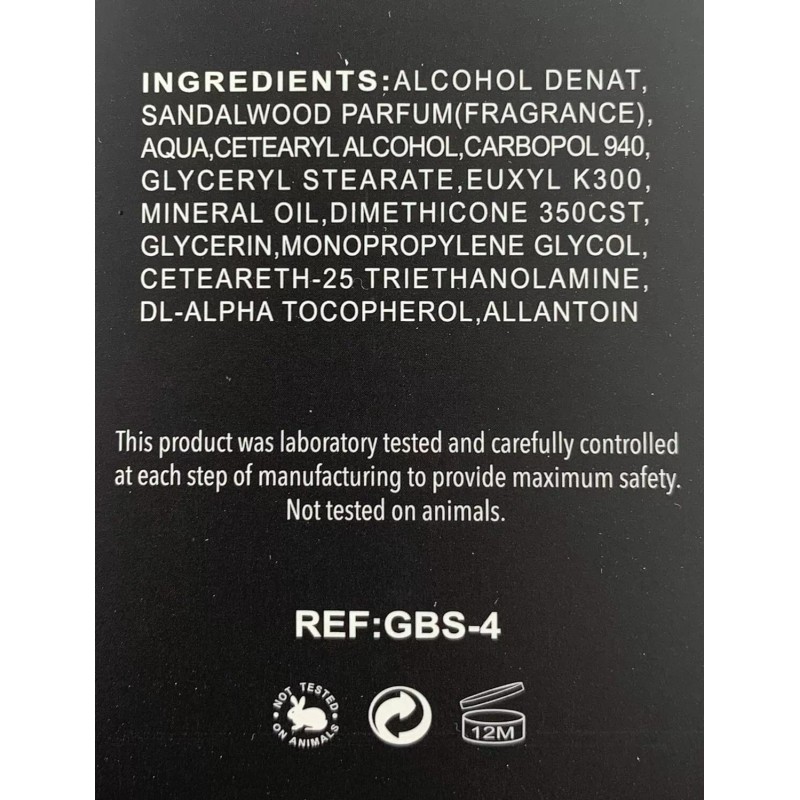 INGREDIENTS:ALCOHOL DENAT,
SANDALWOOD PARFUM(FRAGRANCE),
AQUA,CETEARYL ALCOHOL,CARBOPOL 940,
GLYCERYL STEARATE,EUXYL K300,
MINERAL OIL,DIMETHICONE 350CST,
GLYCERIN,MONOPROPYLENE GLYCOL,
CETEARETH-25 TRIETHANOLAMINE,
DL-ALPHA TOCOPHEROL,ALLANTOIN
This product was laboratory tested and carefully controlled
at each step of manufacturing to provide maximum safety.
Not tested on animals.
REF:GBS-4
NOT TESTED
ON ANIMALS
12M